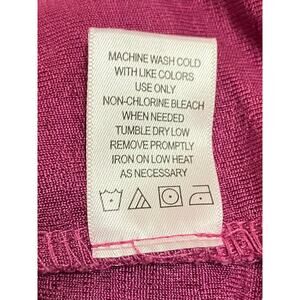 MACHINE WASH COLD
WITH LIKE COLORS
USE ONLY
NON-CHLORINE BLEACH
WHEN NEEDED
TUMBLE DRY LOW
REMOVE PROMPTLY
IRON ON LOW HEAT
AS NECESSARY